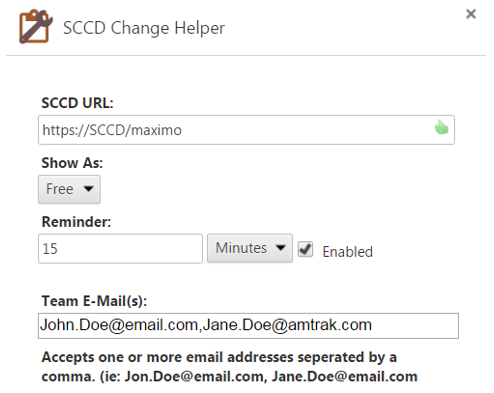 SCCD Change Helper
SCCD URL:
https://SCCD/maximo
Show As:
Free
Reminder:
15 Minutes Enabled
Team E-Mail(s):
John.Doe@email.com,Jane.Doe@amtrak.com
Accepts one or more email addresses seperated by a
comma. (ie: Jon.Doe@email.com, Jane.Doe@email.com